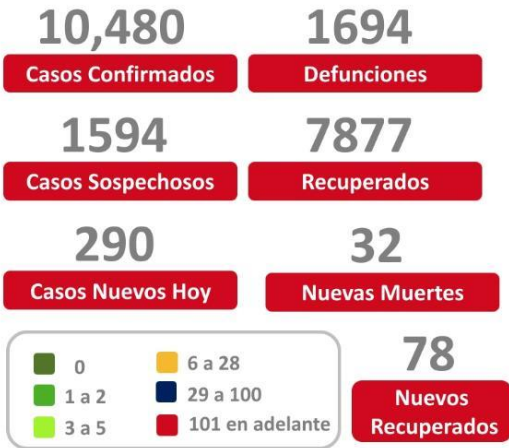 10,480
Casos Confirmados
1694
Defunciones
1594
Casos Sospechosos
7877
Recuperados
290
Casos Nuevos Hoy
32
Nuevas Muertes
0
1 a 2
3 a 5
6 a 28
29 a 100
101 en adelante
78
Nuevos
Recuperados